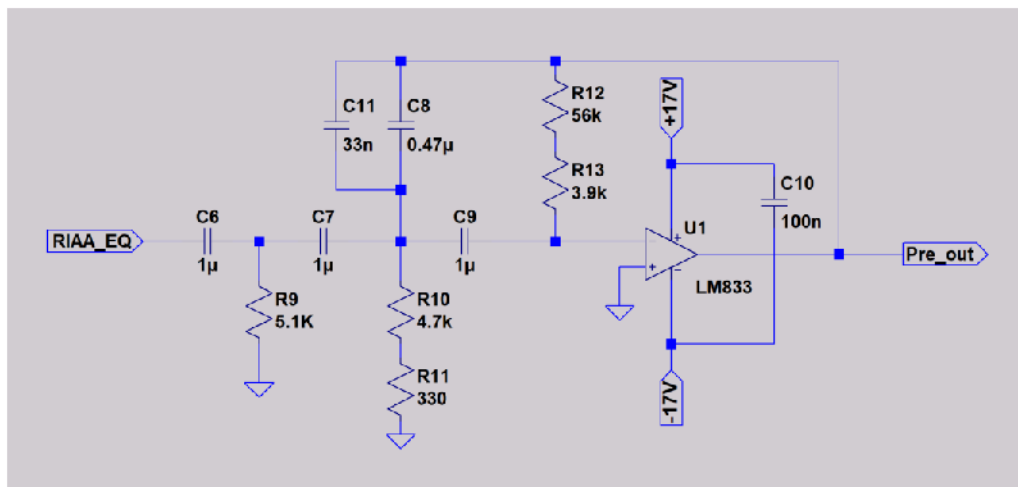 C11
33n
C8
0.47µ
R12
56k
R13
3.9k
+17V
C10
100n
RIAA_EQ
C6
1µ
C7
1µ
C9
1µ
U1
LM833
Pre_out
R9
5.1K
R10
4.7k
R11
330
-17V